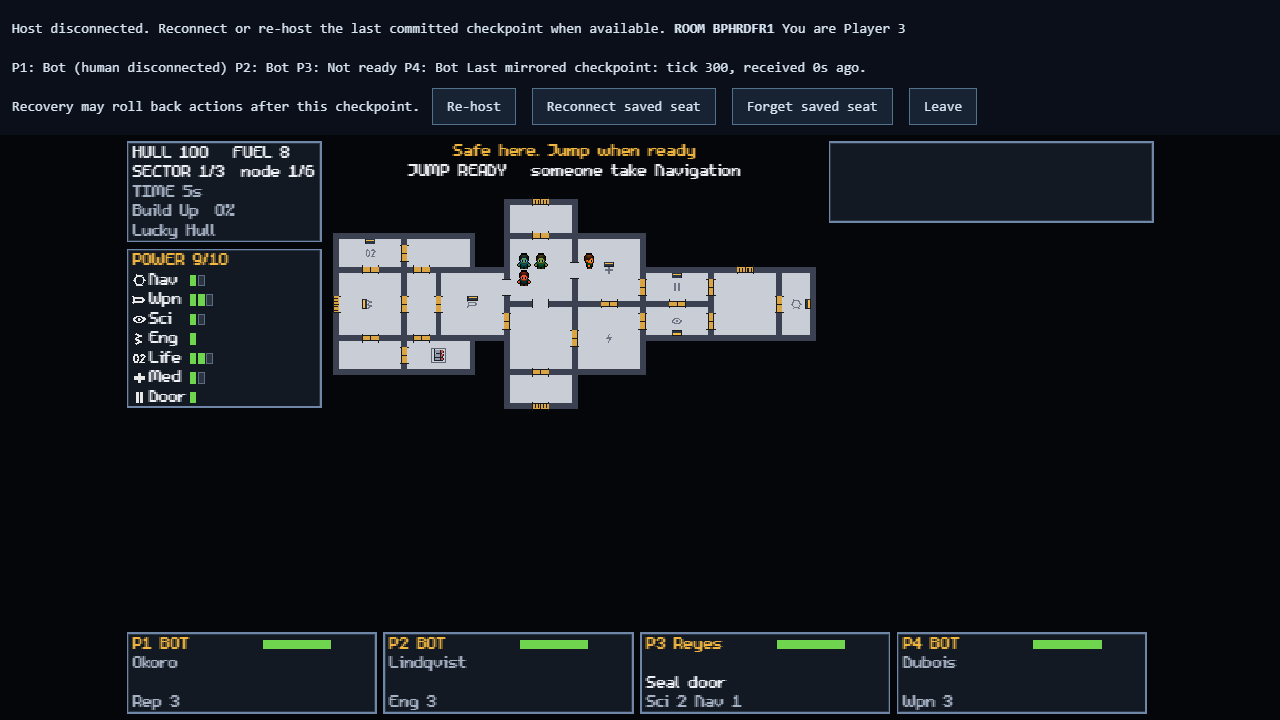 Host disconnected. Reconnect or re-host the last committed checkpoint when available. ROOM BPHRDFR1 You are Player 3
P1: Bot (human disconnected) P2: Bot P3: Not ready P4: Bot Last mirrored checkpoint: tick 300, received 0s ago.
Recovery may roll back actions after this checkpoint. Re-host Reconnect saved seat Forget saved seat Leave
HULL 100 FUEL 8
SECTOR 1/3 node 1/6
TIME 5s
Build Up 0%
Lucky Hull
Safe here. Jump when ready
JUMP READY someone take Navigation
POWER 9/10
Nav
Wpn
Sci
Eng
O2 Life
Med
Door
O2
P1 BOT
Okoro
Rep 3
P2 BOT
Lindqvist
Eng 3
P3 Reyes
Seal door
Sci 2 Nav 1
P4 BOT
Dubois
Wpn 3